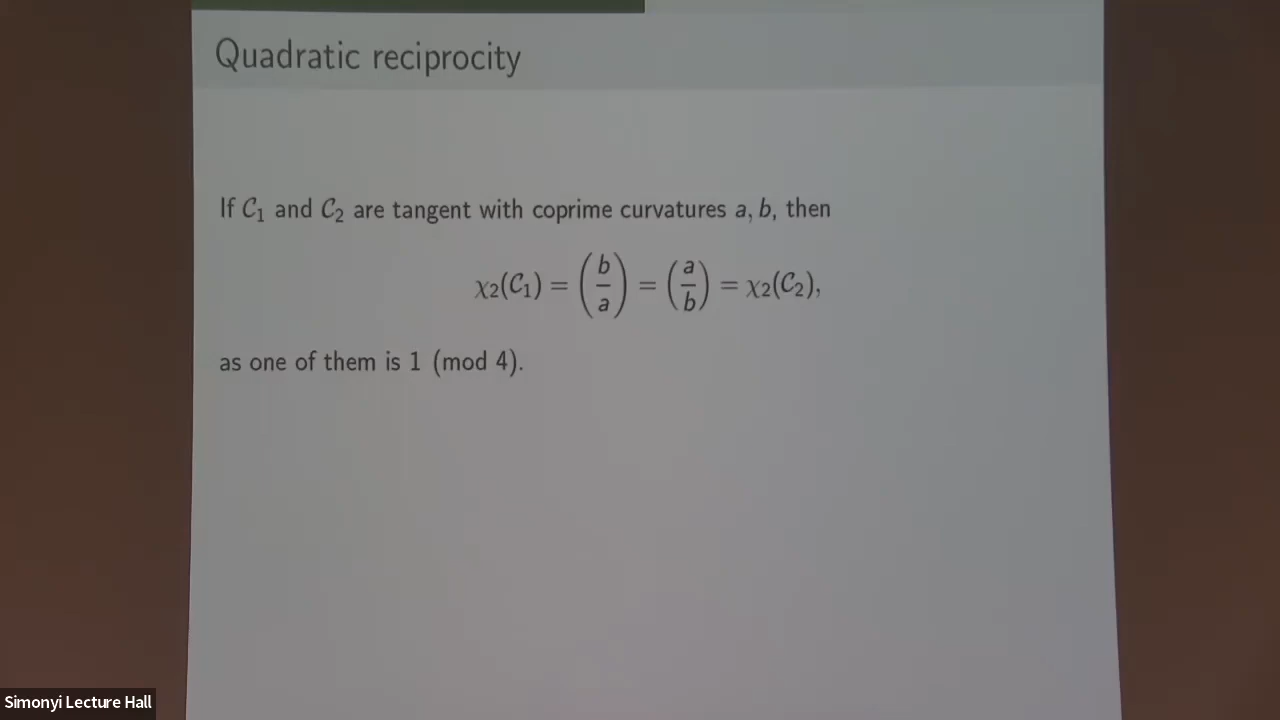 Quadratic reciprocity
If C₁ and C₂ are tangent with coprime curvatures a, b, then
χ₂(C₁) = (b/a) = (a/b) = χ₂(C₂),
as one of them is 1 (mod 4).
Simonyi Lecture Hall